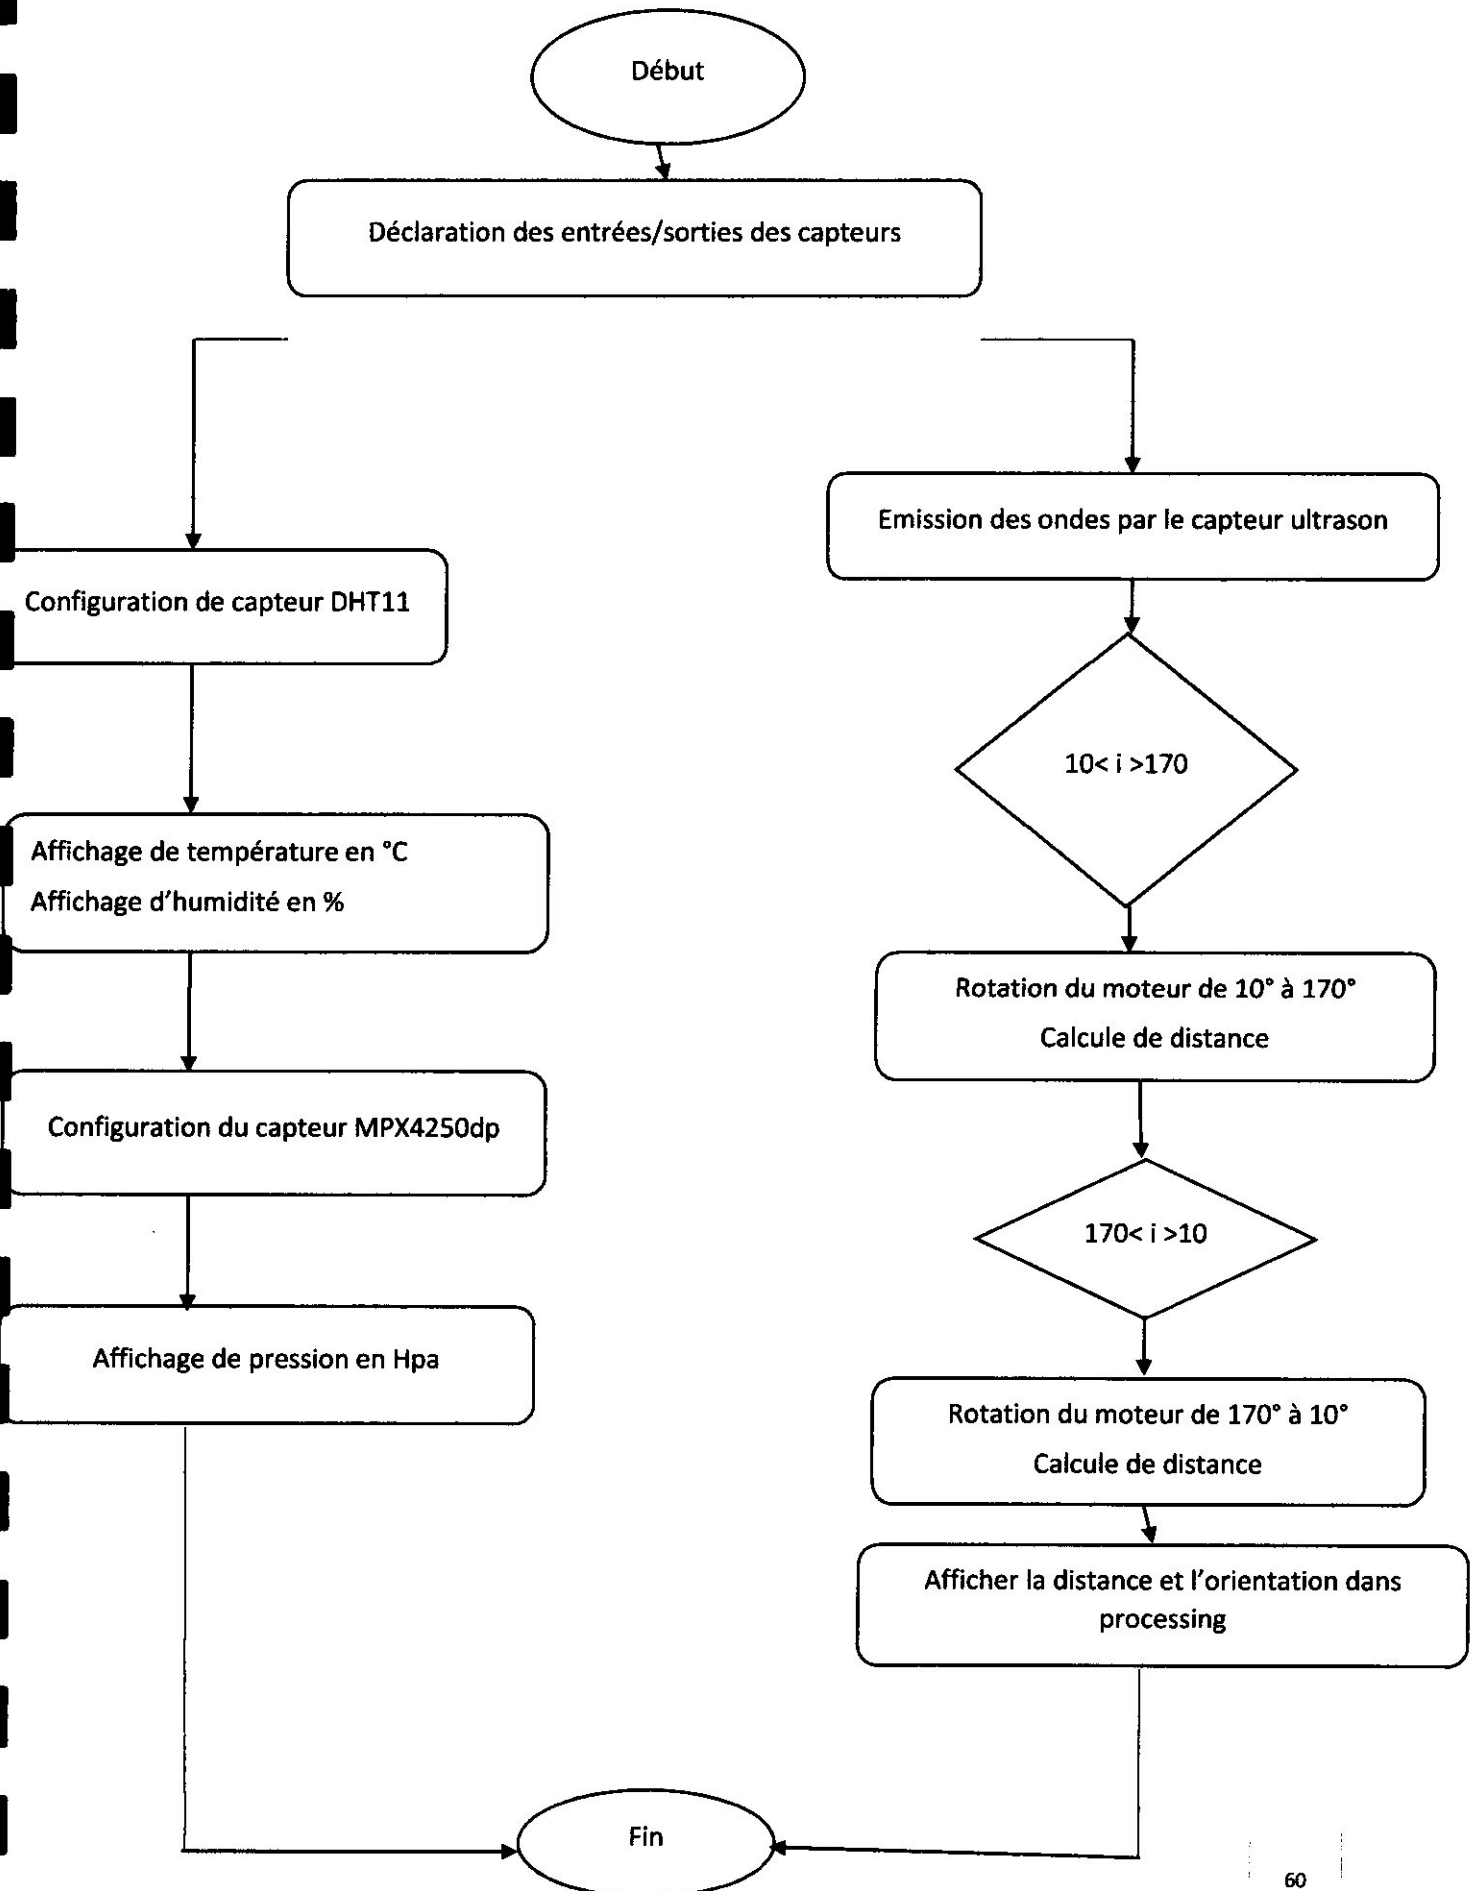 Début
Déclaration des entrées/sorties des capteurs
Configuration de capteur DHT11
Affichage de température en °C
Affichage d'humidité en %
Configuration du capteur MPX4250dp
Affichage de pression en Hpa
Emission des ondes par le capteur ultrason
10< i >170
Rotation du moteur de 10° à 170°
Calcule de distance
170< i >10
Rotation du moteur de 170° à 10°
Calcule de distance
Afficher la distance et l'orientation dans
processing
Fin
60